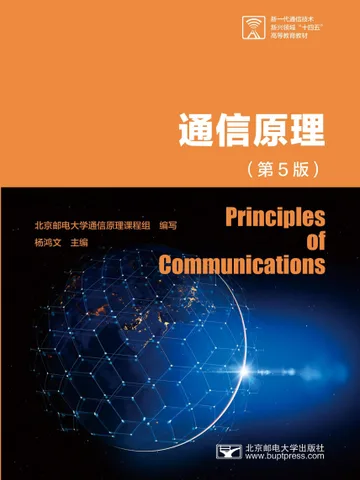 新一代通信技术
新兴领域“十四五”
高等教育教材
通信原理
（第5版）
Principles
of
Communications
北京邮电大学通信原理课程组 编写
杨鸿文 主编
北京邮电大学出版社
www.buptpress.com